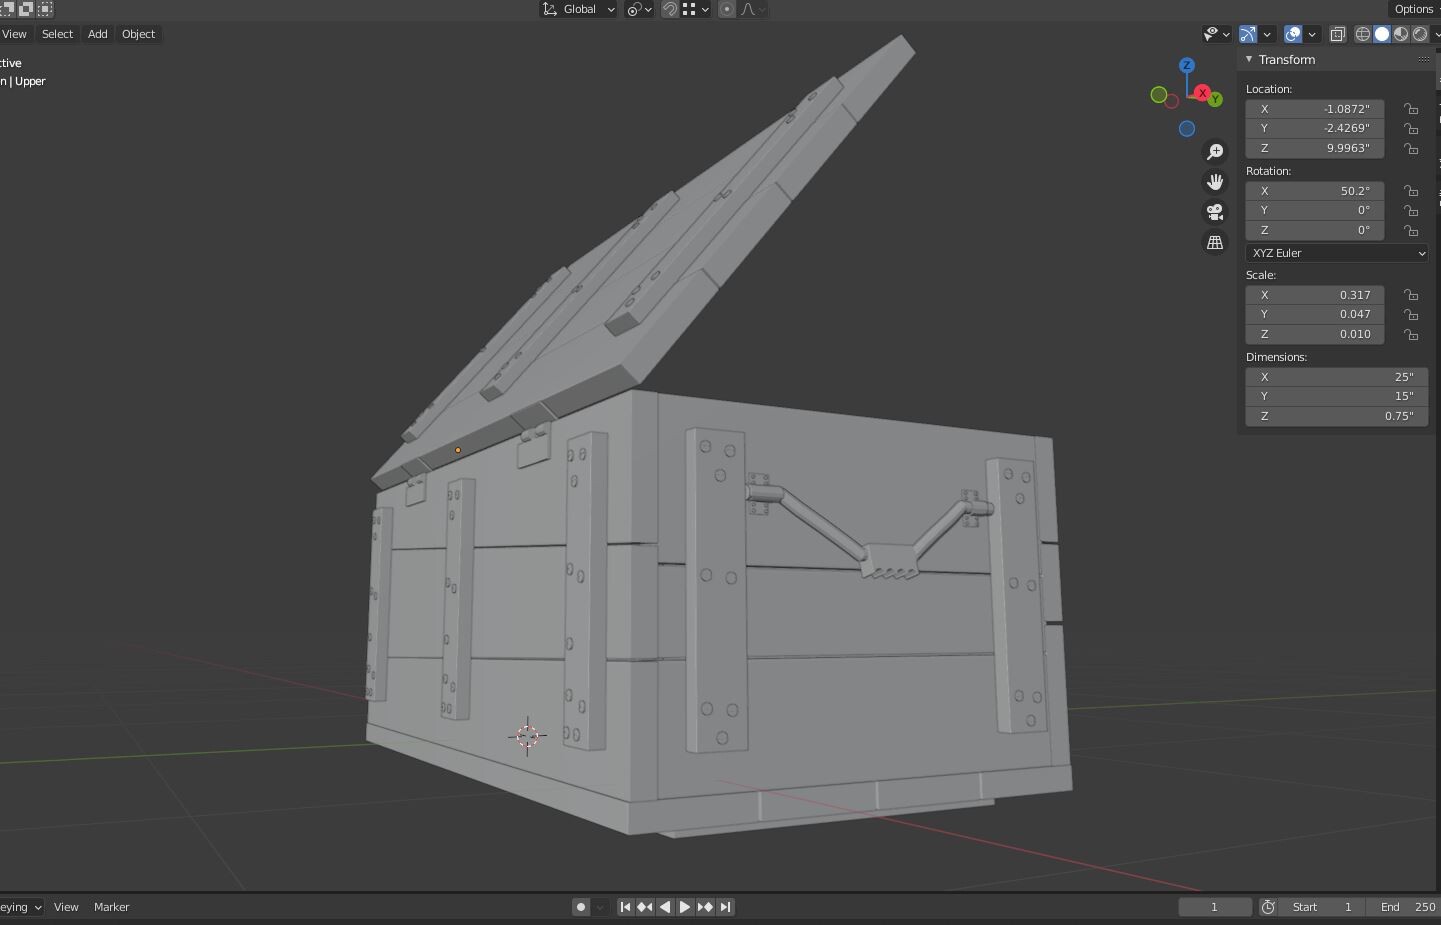 Global
Options
View Select Add Object
ctive
n | Upper
Z
X
Y
Transform
Location:
X -1.0872"
Y -2.4269"
Z 9.9963"
Rotation:
X 50.2°
Y 0°
Z 0°
XYZ Euler
Scale:
X 0.317
Y 0.047
Z 0.010
Dimensions:
X 25"
Y 15"
Z 0.75"
eying View Marker
1 Start 1 End 250